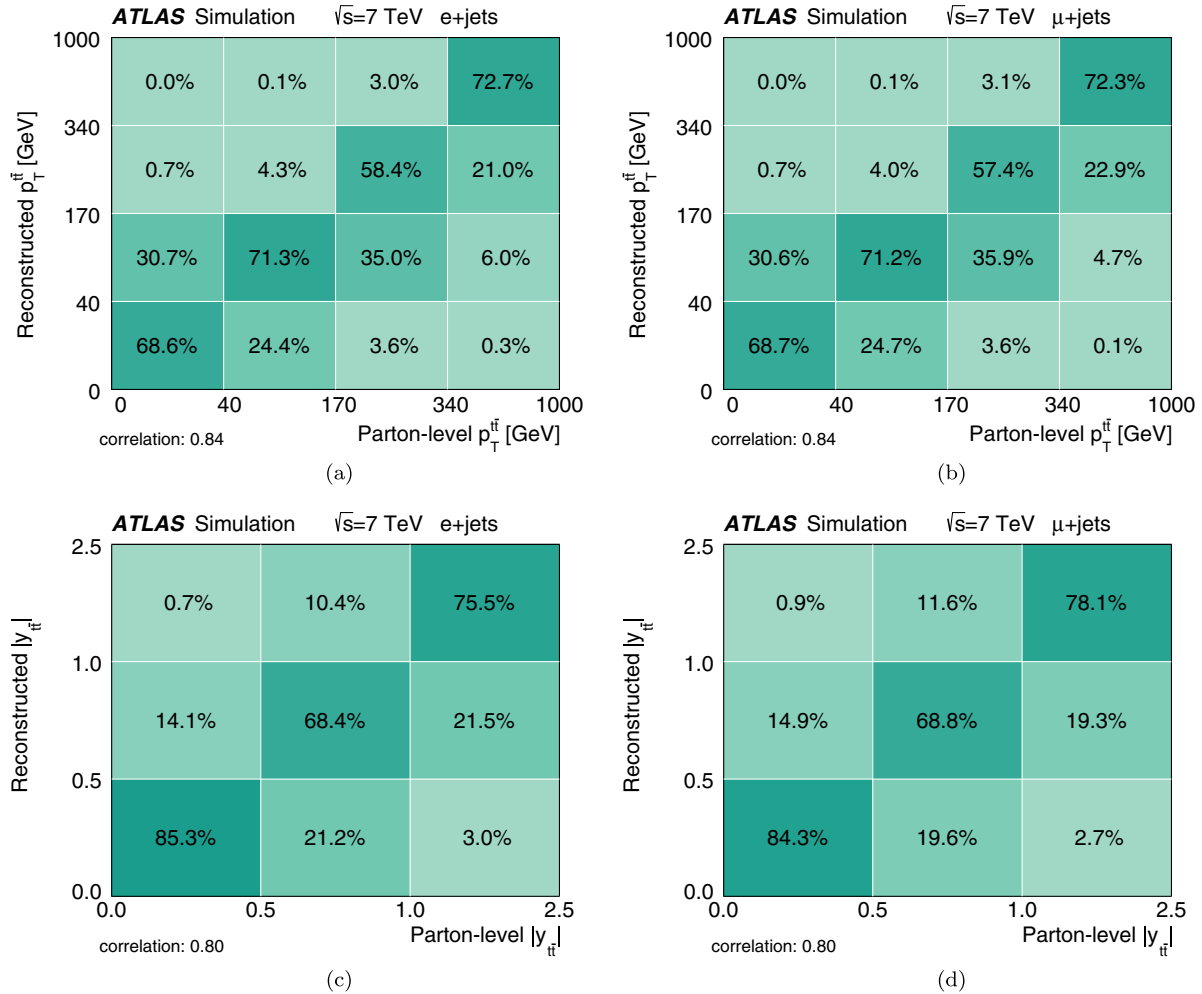 ATLAS Simulation √s=7 TeV e+jets
Reconstructed p_T^{tt̄} [GeV]
1000
340
170
40
0
0.0% 0.1% 3.0% 72.7%
0.7% 4.3% 58.4% 21.0%
30.7% 71.3% 35.0% 6.0%
68.6% 24.4% 3.6% 0.3%
0 40 170 340 1000
correlation: 0.84
Parton-level p_T^{tt̄} [GeV]
(a)
ATLAS Simulation √s=7 TeV μ+jets
Reconstructed p_T^{tt̄} [GeV]
1000
340
170
40
0
0.0% 0.1% 3.1% 72.3%
0.7% 4.0% 57.4% 22.9%
30.6% 71.2% 35.9% 4.7%
68.7% 24.7% 3.6% 0.1%
0 40 170 340 1000
correlation: 0.84
Parton-level p_T^{tt̄} [GeV]
(b)
ATLAS Simulation √s=7 TeV e+jets
Reconstructed |y_{tt̄}|
2.5
1.0
0.5
0.0
0.7% 10.4% 75.5%
14.1% 68.4% 21.5%
85.3% 21.2% 3.0%
0.0 0.5 1.0 2.5
correlation: 0.80
Parton-level |y_{tt̄}|
(c)
ATLAS Simulation √s=7 TeV μ+jets
Reconstructed |y_{tt̄}|
2.5
1.0
0.5
0.0
0.9% 11.6% 78.1%
14.9% 68.8% 19.3%
84.3% 19.6% 2.7%
0.0 0.5 1.0 2.5
correlation: 0.80
Parton-level |y_{tt̄}|
(d)